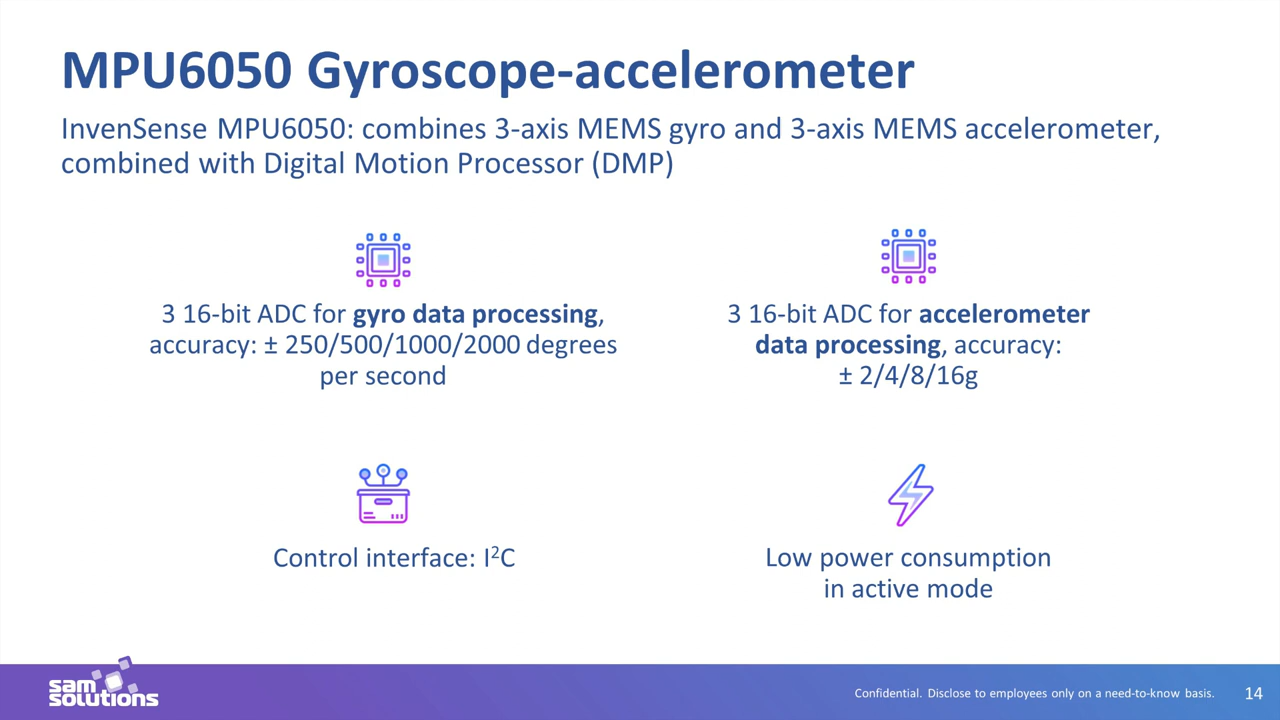 MPU6050 Gyroscope-accelerometer
InvenSense MPU6050: combines 3-axis MEMS gyro and 3-axis MEMS accelerometer,
combined with Digital Motion Processor (DMP)
3 16-bit ADC for gyro data processing,
accuracy: ± 250/500/1000/2000 degrees
per second
3 16-bit ADC for accelerometer
data processing, accuracy:
± 2/4/8/16g
Control interface: I²C
Low power consumption
in active mode
sam
solutions
Confidential. Disclose to employees only on a need-to-know basis.
14